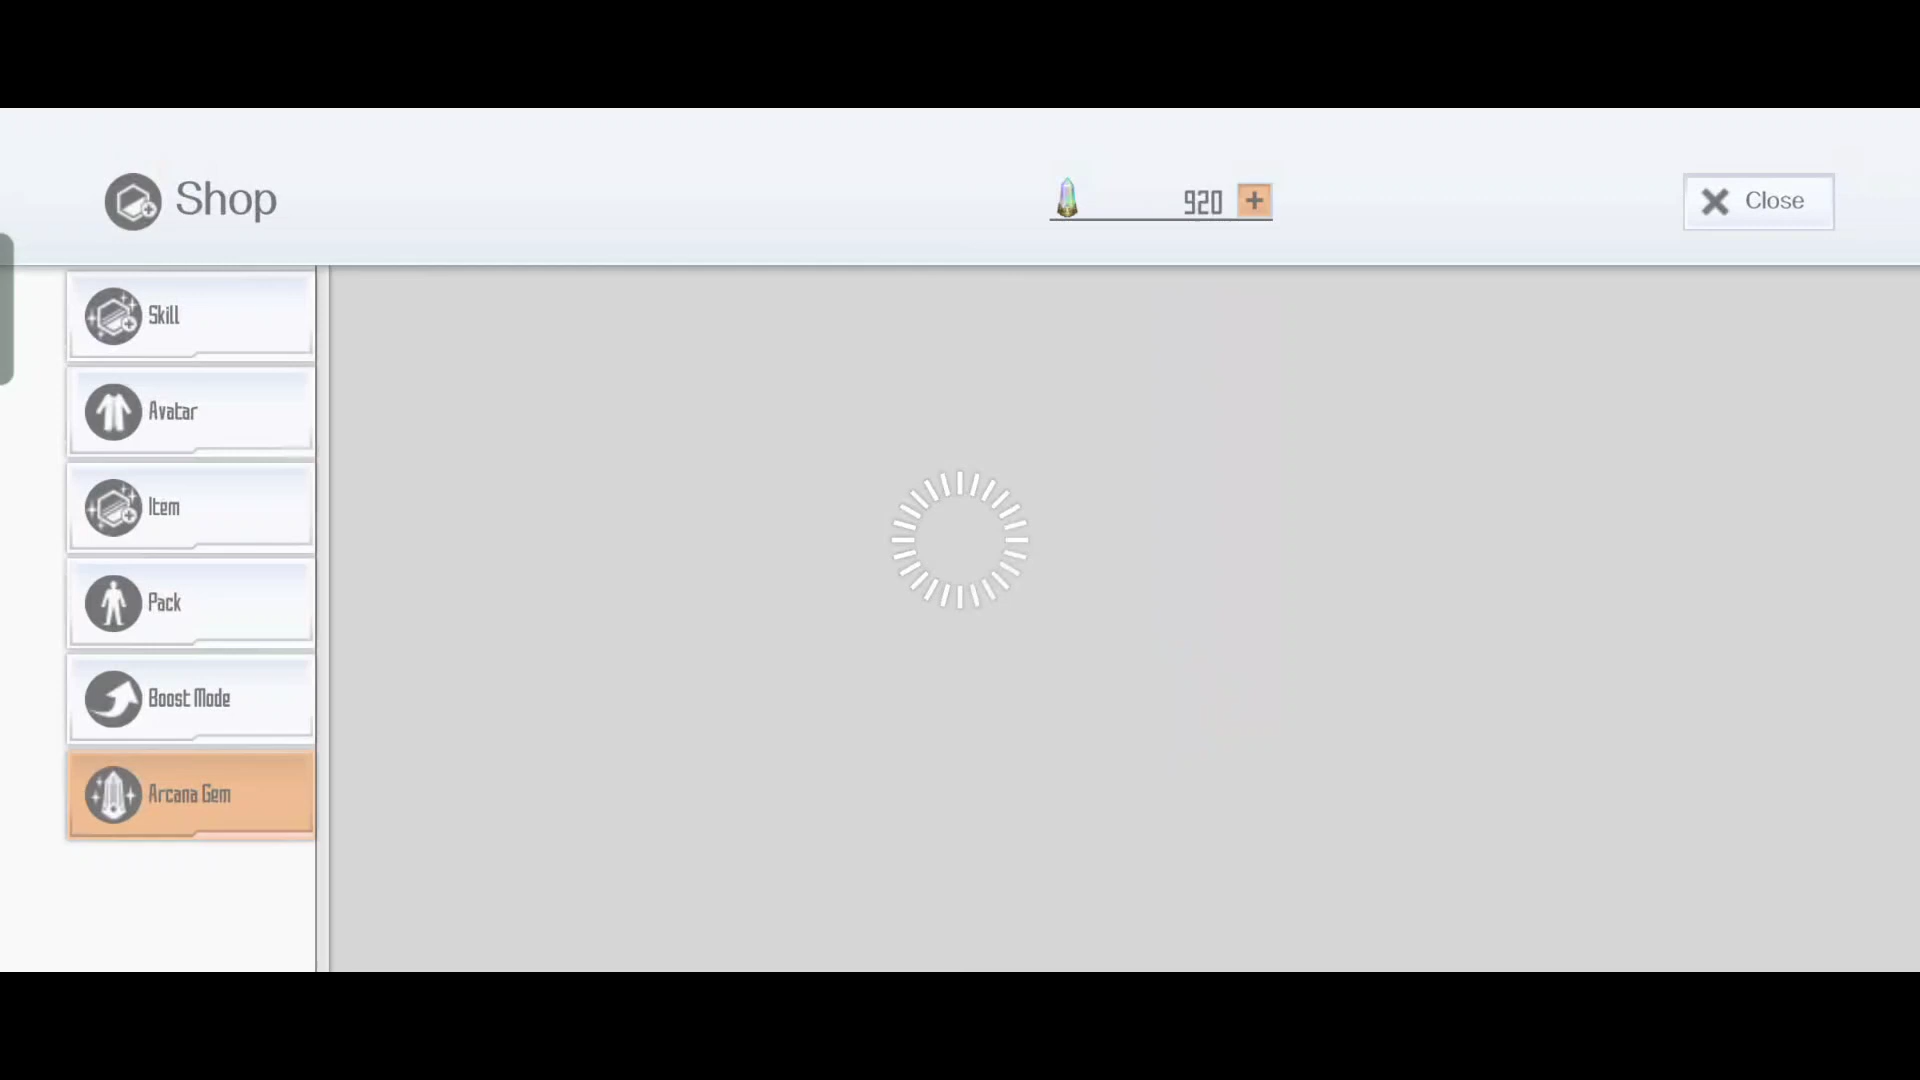 Shop
920
Close
Skill
Avatar
Item
Pack
Boost Mode
Arcana Gem